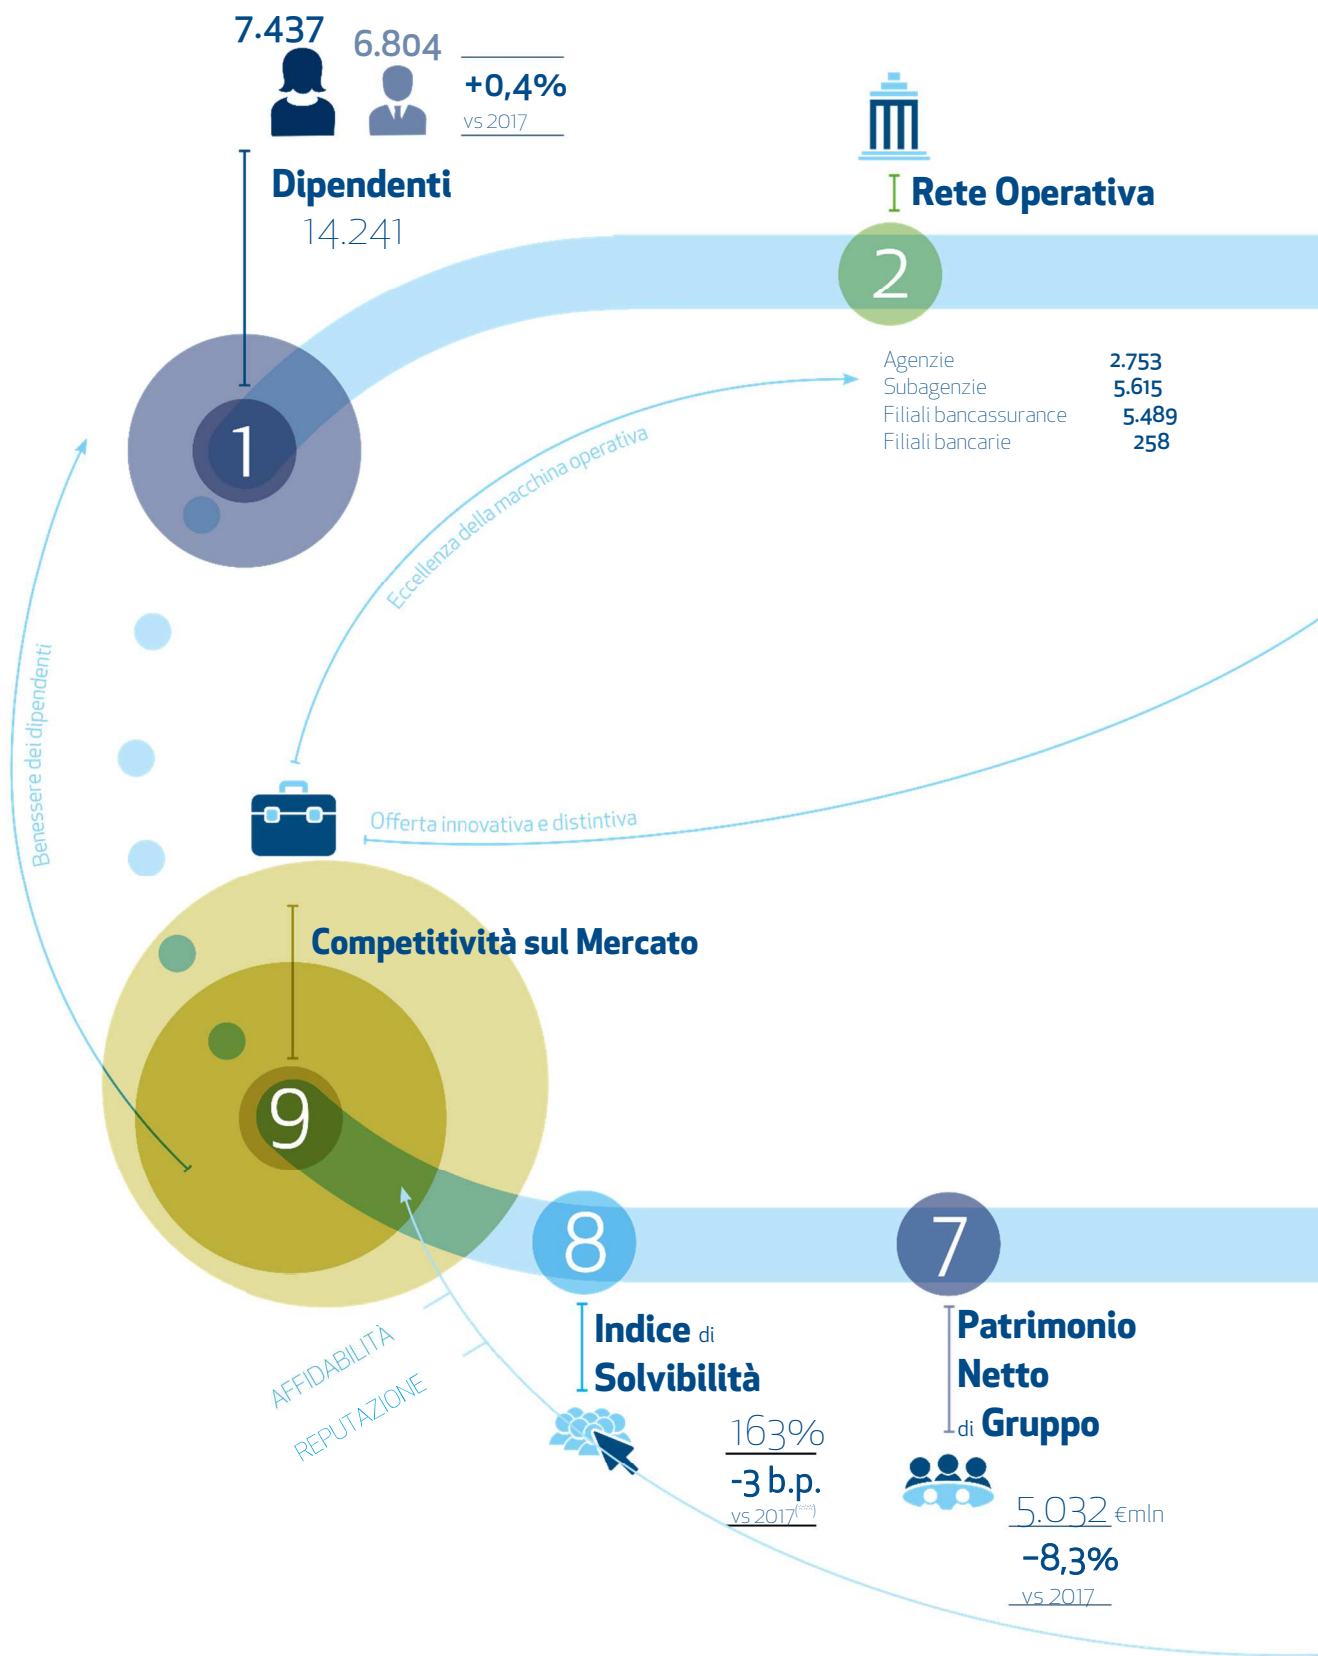 7.437
6.804
+0,4%
vs 2017
Dipendenti
14.241
1
Rete Operativa
2
Agenzie 2.753
Subagenzie 5.615
Filiali bancassurance 5.489
Filiali bancarie 258
Eccellenza della macchina operativa
Benessere dei dipendenti
Offerta innovativa e distintiva
Competitività sul Mercato
9
8
7
AFFIDABILITÀ
REPUTAZIONE
Indice di
Solvibilità
163%
-3 b.p.
vs 2017
Patrimonio
Netto
di Gruppo
5.032 €mln
-8,3%
vs 2017